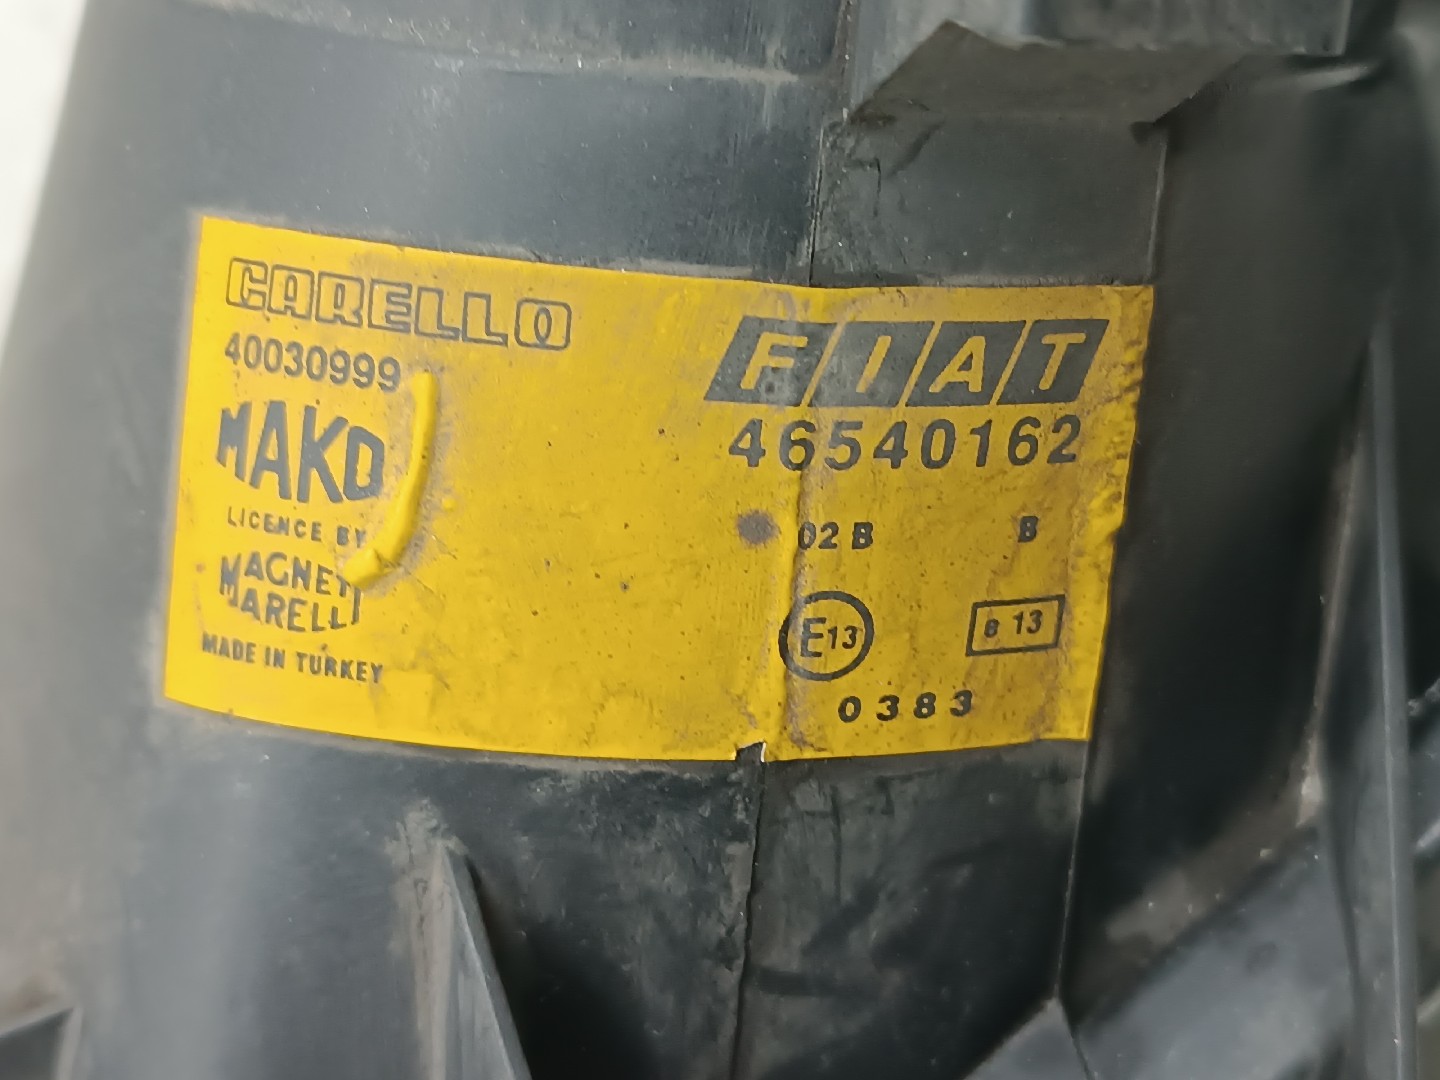 CARELLO
40030999
MAKO
LICENCE BY
MAGNETI
MARELLI
MADE IN TURKEY
FIAT
46540162
02 B B
E13 e 13
0383